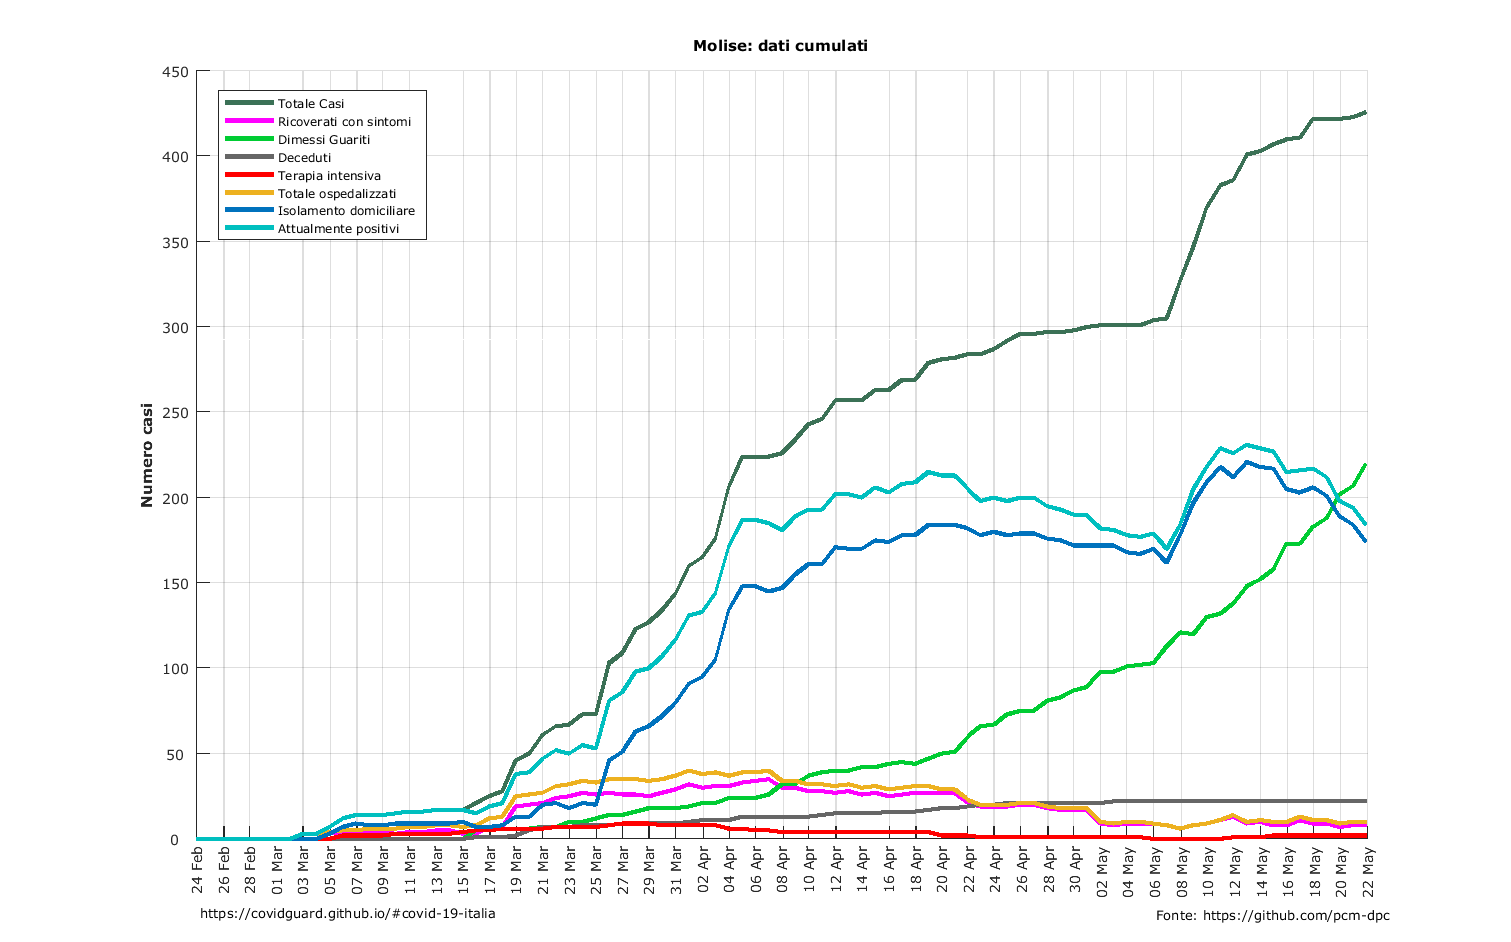 Molise: dati cumulati
450
400
350
300
250
200
150
100
50
0
Numero casi
Totale Casi
Ricoverati con sintomi
Dimessi Guariti
Deceduti
Terapia intensiva
Totale ospedalizzati
Isolamento domiciliare
Attualmente positivi
24 Feb
26 Feb
28 Feb
01 Mar
03 Mar
05 Mar
07 Mar
09 Mar
11 Mar
13 Mar
15 Mar
17 Mar
19 Mar
21 Mar
23 Mar
25 Mar
27 Mar
29 Mar
31 Mar
02 Apr
04 Apr
06 Apr
08 Apr
10 Apr
12 Apr
14 Apr
16 Apr
18 Apr
20 Apr
22 Apr
24 Apr
26 Apr
28 Apr
30 Apr
02 May
04 May
06 May
08 May
10 May
12 May
14 May
16 May
18 May
20 May
22 May
https://covidguard.github.io/#covid-19-italia
Fonte: https://github.com/pcm-dpc